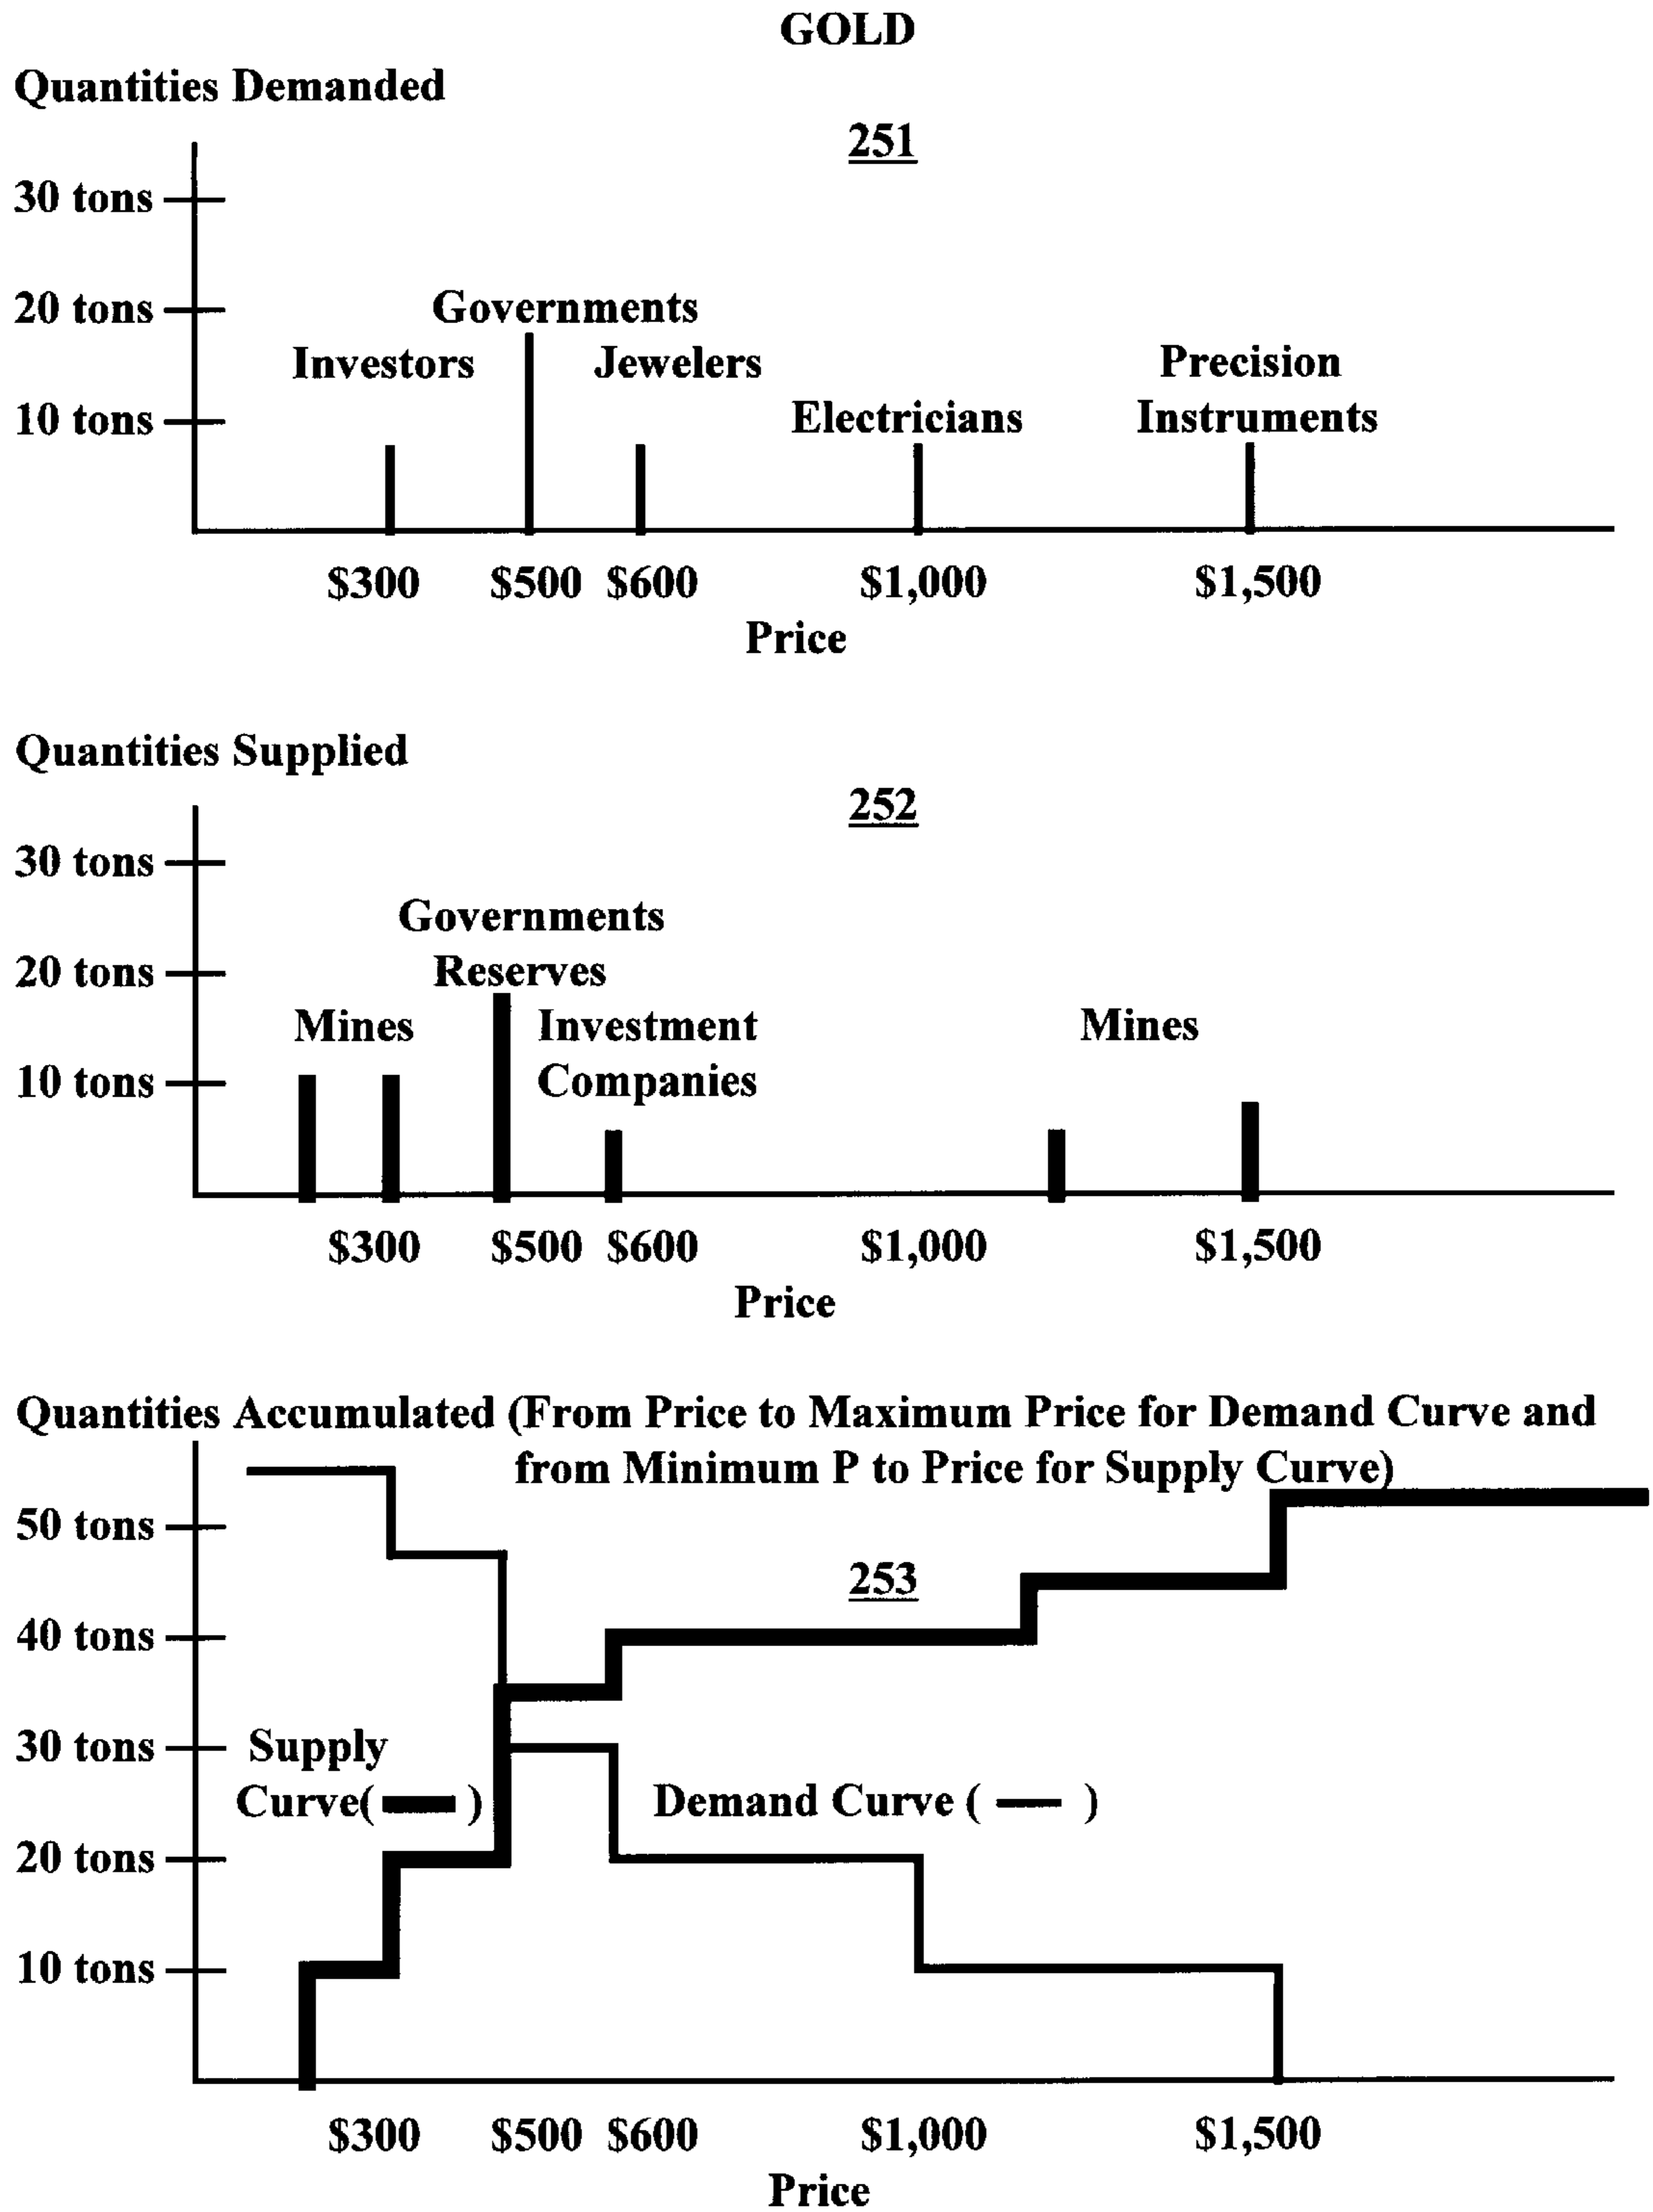 GOLD
Quantities Demanded
251
30 tons
20 tons
Governments
Investors
Jewelers
Precision
10 tons
Electricians
Instruments
$300 $500 $600 $1,000 $1,500
Price
Quantities Supplied
252
30 tons
Governments
20 tons
Reserves
Mines
Investment
Mines
10 tons
Companies
$300 $500 $600 $1,000 $1,500
Price
Quantities Accumulated (From Price to Maximum Price for Demand Curve and
from Minimum P to Price for Supply Curve)
50 tons
253
40 tons
30 tons
Supply
Curve( )
Demand Curve ( )
20 tons
10 tons
$300 $500 $600 $1,000 $1,500
Price